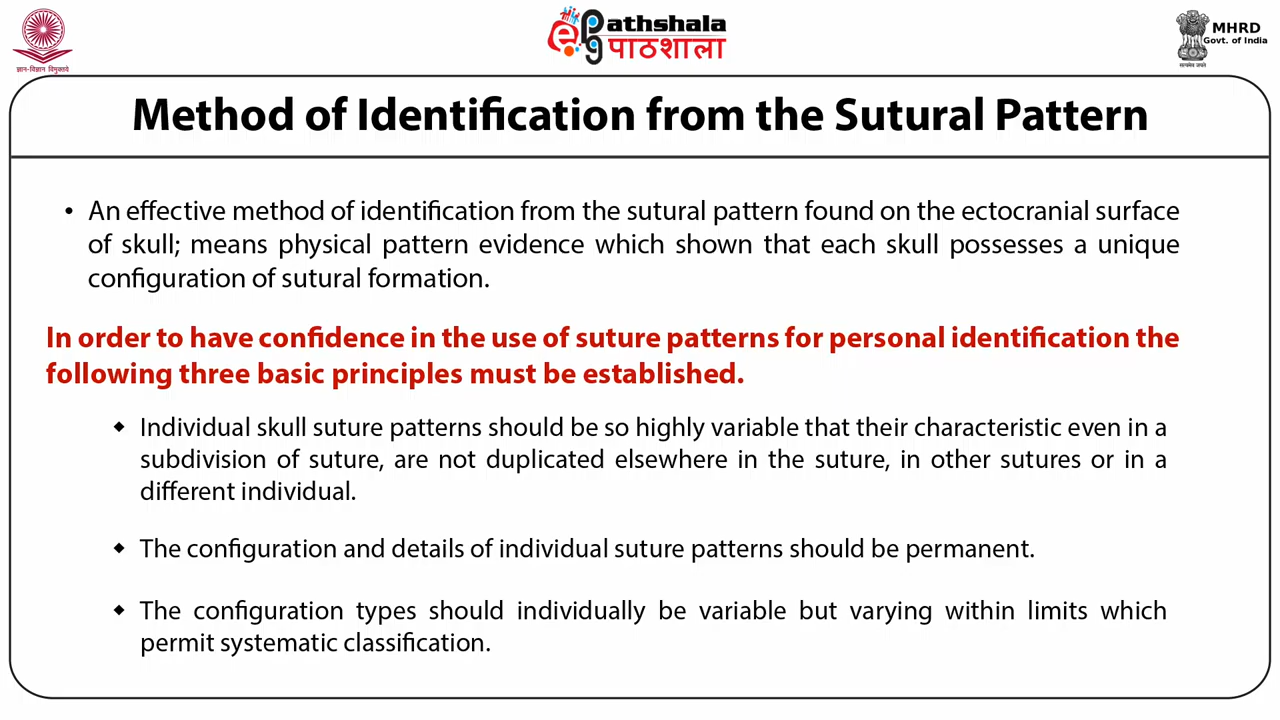 ePG Pathshala
पाठशाला
MHRD
Govt. of India
ज्ञान-विज्ञान विमुक्तये
सत्यमेव जयते
Method of Identification from the Sutural Pattern
• An effective method of identification from the sutural pattern found on the ectocranial surface
of skull; means physical pattern evidence which shown that each skull possesses a unique
configuration of sutural formation.
In order to have confidence in the use of suture patterns for personal identification the
following three basic principles must be established.
◆ Individual skull suture patterns should be so highly variable that their characteristic even in a
subdivision of suture, are not duplicated elsewhere in the suture, in other sutures or in a
different individual.
◆ The configuration and details of individual suture patterns should be permanent.
◆ The configuration types should individually be variable but varying within limits which
permit systematic classification.